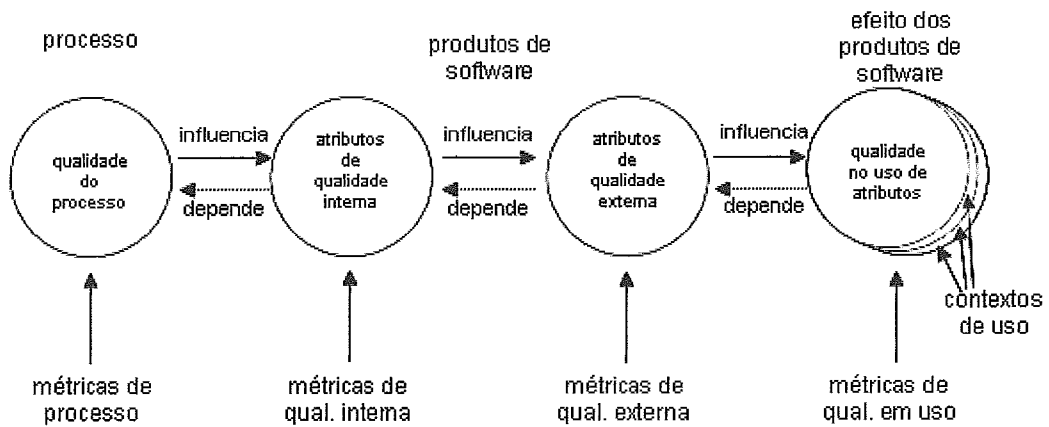 processo
produtos de
software
efeito dos
produtos de
software
qualidade
do
processo
influencia
depende
atributos
de
qualidade
interna
influencia
depende
atributos
de
qualidade
externa
influencia
depende
qualidade
no uso de
atributos
contextos
de uso
métricas de
processo
métricas de
qual. interna
métricas de
qual. externa
métricas de
qual. em uso